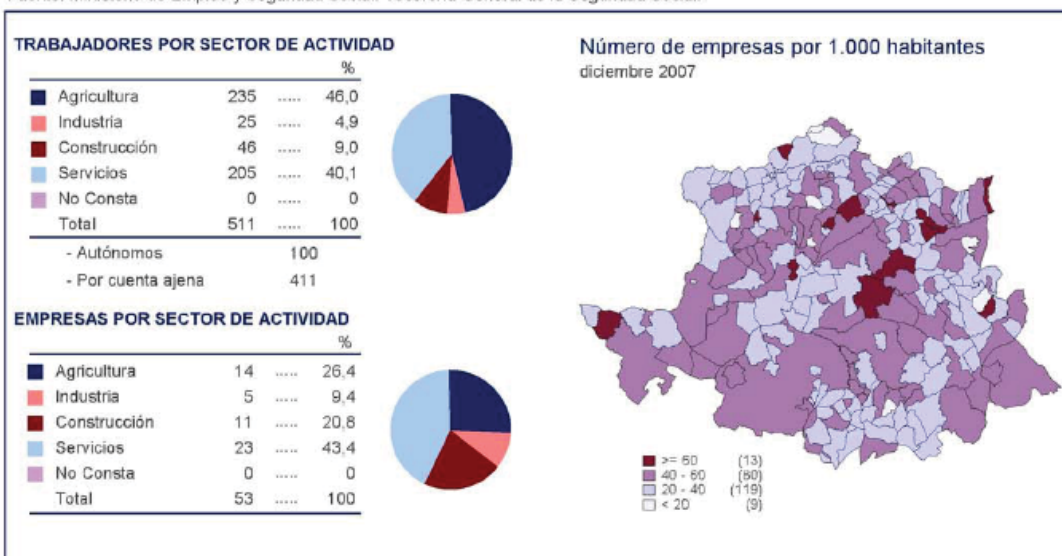 TRABAJADORES POR SECTOR DE ACTIVIDAD
%
Agricultura 235 ..... 46,0
Industria 25 ..... 4,9
Construcción 46 ..... 9,0
Servicios 205 ..... 40,1
No Consta 0 ..... 0
Total 511 ..... 100
- Autónomos 100
- Por cuenta ajena 411
EMPRESAS POR SECTOR DE ACTIVIDAD
%
Agricultura 14 ..... 26,4
Industria 5 ..... 9,4
Construcción 11 ..... 20,8
Servicios 23 ..... 43,4
No Consta 0 ..... 0
Total 53 ..... 100
Número de empresas por 1.000 habitantes
diciembre 2007
>= 60 (13)
40 - 60 (80)
20 - 40 (119)
< 20 (9)